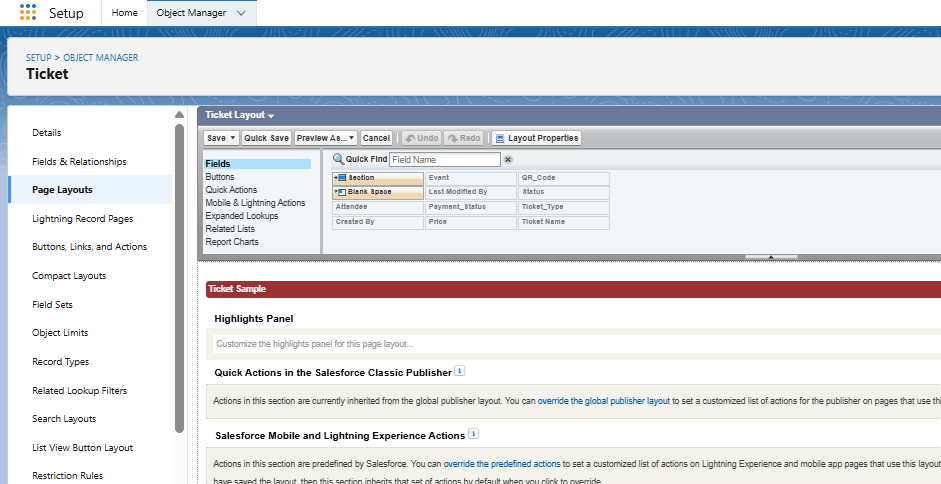 Setup
Home
Object Manager
SETUP > OBJECT MANAGER
Ticket
Details
Fields & Relationships
Page Layouts
Lightning Record Pages
Buttons, Links, and Actions
Compact Layouts
Field Sets
Object Limits
Record Types
Related Lookup Filters
Search Layouts
List View Button Layout
Restriction Rules
Ticket Layout
Save
Quick Save
Preview As...
Cancel
Undo
Redo
Layout Properties
Fields
Buttons
Quick Actions
Mobile & Lightning Actions
Expanded Lookups
Related Lists
Report Charts
Quick Find Field Name
Section Event QR_Code
Blank Space Last Modified By Status
Attendee Payment_Status Ticket_Type
Created By Price Ticket Name
Ticket Sample
Highlights Panel
Customize the highlights panel for this page layout...
Quick Actions in the Salesforce Classic Publisher
Actions in this section are currently inherited from the global publisher layout. You can override the global publisher layout to set a customized list of actions for the publisher on pages that use this
Salesforce Mobile and Lightning Experience Actions
Actions in this section are predefined by Salesforce. You can override the predefined actions to set a customized list of actions on Lightning Experience and mobile app pages that use this layout
have saved the layout, then this section inherits that set of actions by default when you click to override.